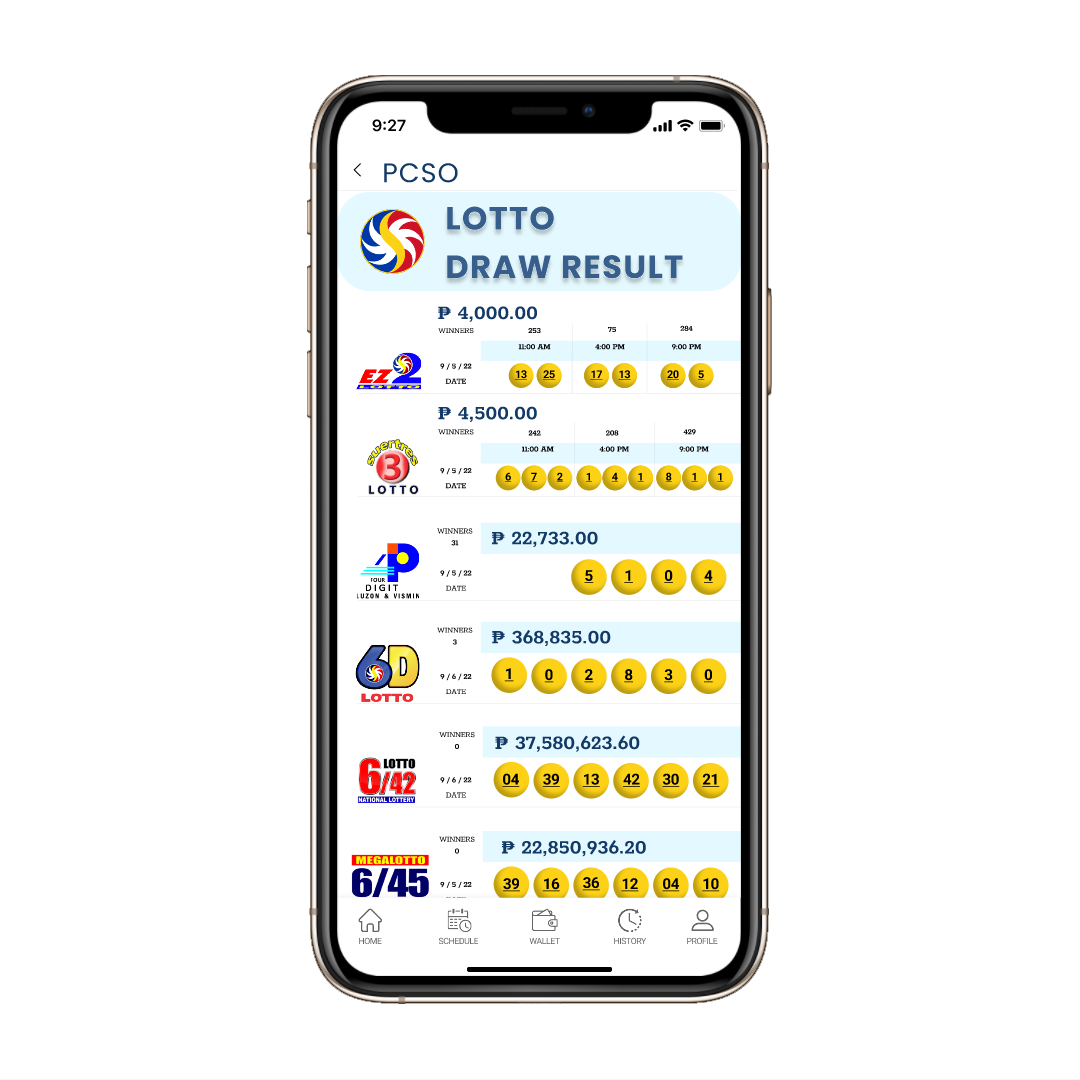 9:27
PCSO
LOTTO
DRAW RESULT
₱ 4,000.00
WINNERS 253 75 284
11:00 AM 4:00 PM 9:00 PM
EZ2
LOTTO
9 / 5 / 22
DATE
13 25 17 13 20 5
₱ 4,500.00
WINNERS 242 208 429
11:00 AM 4:00 PM 9:00 PM
suertres
3
LOTTO
9 / 5 / 22
DATE
6 7 2 1 4 1 8 1 1
WINNERS
31
₱ 22,733.00
4D
FOUR
DIGIT
LUZON & VISMIN
9 / 5 / 22
DATE
5 1 0 4
WINNERS
3
₱ 368,835.00
6D
LOTTO
9 / 6 / 22
DATE
1 0 2 8 3 0
WINNERS
0
₱ 37,580,623.60
LOTTO
6/42
NATIONAL LOTTERY
9 / 6 / 22
DATE
04 39 13 42 30 21
WINNERS
0
₱ 22,850,936.20
MEGALOTTO
6/45
9 / 5 / 22
39 16 36 12 04 10
HOME SCHEDULE WALLET HISTORY PROFILE